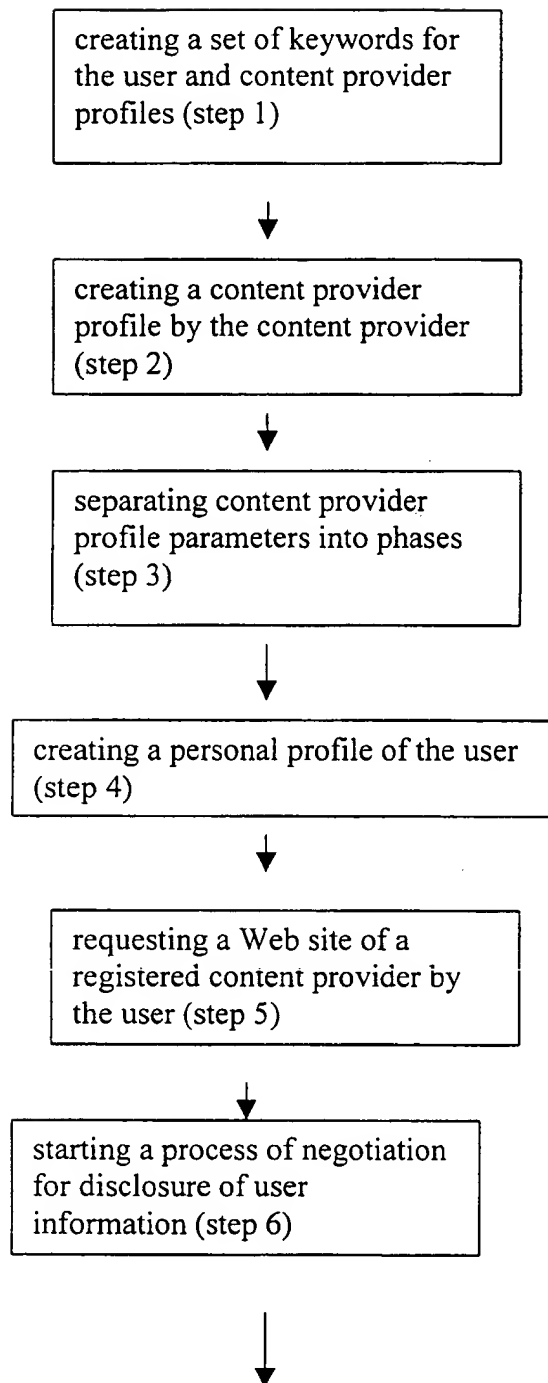 creating a set of keywords for
the user and content provider
profiles (step 1)
creating a content provider
profile by the content provider
(step 2)
separating content provider
profile parameters into phases
(step 3)
creating a personal profile of the user
(step 4)
requesting a Web site of a
registered content provider by
the user (step 5)
starting a process of negotiation
for disclosure of user
information (step 6)